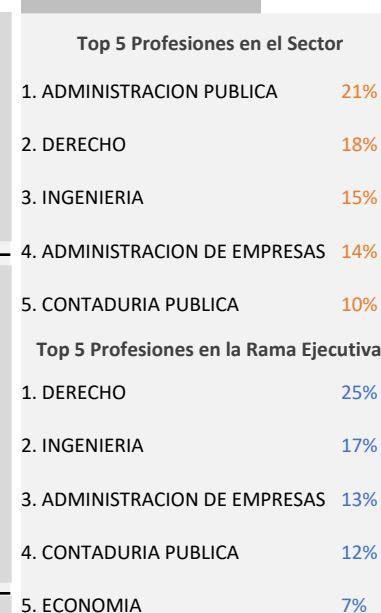 Top 5 Profesiones en el Sector
1. ADMINISTRACION PUBLICA 21%
2. DERECHO 18%
3. INGENIERIA 15%
4. ADMINISTRACION DE EMPRESAS 14%
5. CONTADURIA PUBLICA 10%
Top 5 Profesiones en la Rama Ejecutiva
1. DERECHO 25%
2. INGENIERIA 17%
3. ADMINISTRACION DE EMPRESAS 13%
4. CONTADURIA PUBLICA 12%
5. ECONOMIA 7%